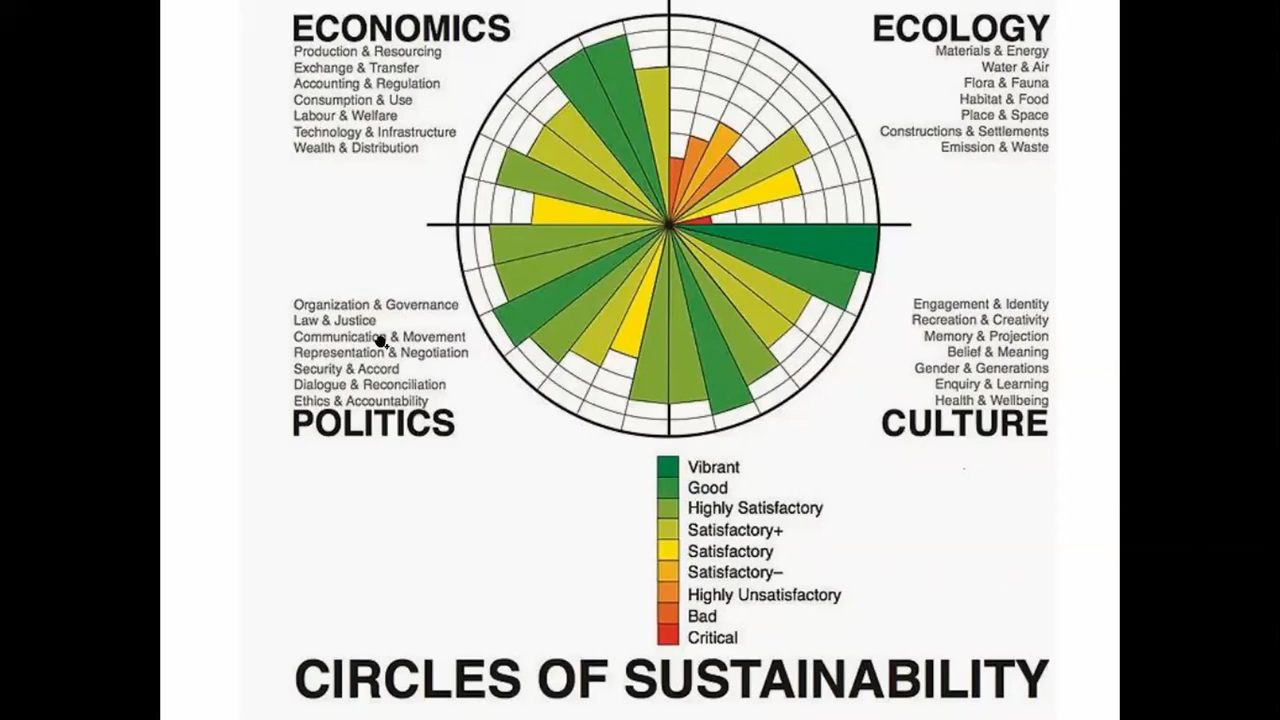 ECONOMICS
Production & Resourcing
Exchange & Transfer
Accounting & Regulation
Consumption & Use
Labour & Welfare
Technology & Infrastructure
Wealth & Distribution
ECOLOGY
Materials & Energy
Water & Air
Flora & Fauna
Habitat & Food
Place & Space
Constructions & Settlements
Emission & Waste
Organization & Governance
Law & Justice
Communication & Movement
Representation & Negotiation
Security & Accord
Dialogue & Reconciliation
Ethics & Accountability
POLITICS
Engagement & Identity
Recreation & Creativity
Memory & Projection
Belief & Meaning
Gender & Generations
Enquiry & Learning
Health & Wellbeing
CULTURE
Vibrant
Good
Highly Satisfactory
Satisfactory+
Satisfactory
Satisfactory–
Highly Unsatisfactory
Bad
Critical
CIRCLES OF SUSTAINABILITY